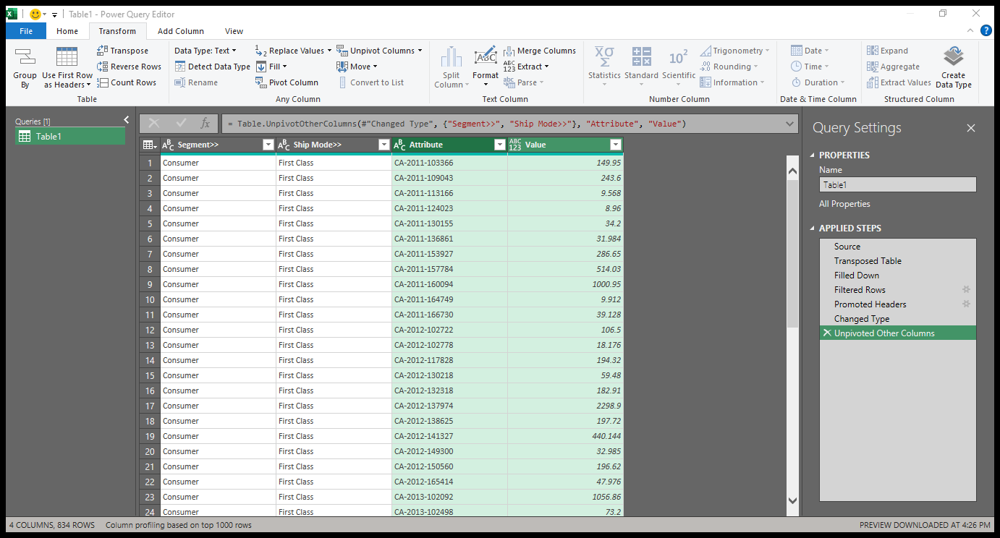 Table1 - Power Query Editor
File Home Transform Add Column View
Group By
Use First Row as Headers
Transpose
Reverse Rows
Count Rows
Table
Data Type: Text
Detect Data Type
Rename
1 2 Replace Values
Fill
Pivot Column
Unpivot Columns
Move
Convert to List
Any Column
Split Column
ABC
Format
Merge Columns
ABC 123 Extract
abc Parse
Text Column
XO Σ
Statistics
Standard
10²
Scientific
Trigonometry
.00 Rounding
Information
Number Column
Date
Time
Duration
Date & Time Column
Expand
Aggregate
Extract Values
Create Data Type
Structured Column
Queries [1]
Table1
fx = Table.UnpivotOtherColumns(#"Changed Type", {"Segment>>", "Ship Mode>>"}, "Attribute", "Value")
ABC Segment>> ABC Ship Mode>> ABC Attribute ABC 123 Value
1 Consumer First Class CA-2011-103366 149.95
2 Consumer First Class CA-2011-109043 243.6
3 Consumer First Class CA-2011-113166 9.568
4 Consumer First Class CA-2011-124023 8.96
5 Consumer First Class CA-2011-130155 34.2
6 Consumer First Class CA-2011-136861 31.984
7 Consumer First Class CA-2011-153927 286.65
8 Consumer First Class CA-2011-157784 514.03
9 Consumer First Class CA-2011-160094 1000.95
10 Consumer First Class CA-2011-164749 9.912
11 Consumer First Class CA-2011-166730 39.128
12 Consumer First Class CA-2012-102722 106.5
13 Consumer First Class CA-2012-102778 18.176
14 Consumer First Class CA-2012-117828 194.32
15 Consumer First Class CA-2012-130218 59.48
16 Consumer First Class CA-2012-132318 182.91
17 Consumer First Class CA-2012-137974 2298.9
18 Consumer First Class CA-2012-138625 197.72
19 Consumer First Class CA-2012-141327 440.144
20 Consumer First Class CA-2012-149300 32.985
21 Consumer First Class CA-2012-150560 196.62
22 Consumer First Class CA-2012-165414 47.976
23 Consumer First Class CA-2013-102092 1056.86
24 Consumer First Class CA-2013-102498 73.2
Query Settings
PROPERTIES
Name
Table1
All Properties
APPLIED STEPS
Source
Transposed Table
Filled Down
Filtered Rows
Promoted Headers
Changed Type
Unpivoted Other Columns
4 COLUMNS, 834 ROWS Column profiling based on top 1000 rows
PREVIEW DOWNLOADED AT 4:26 PM